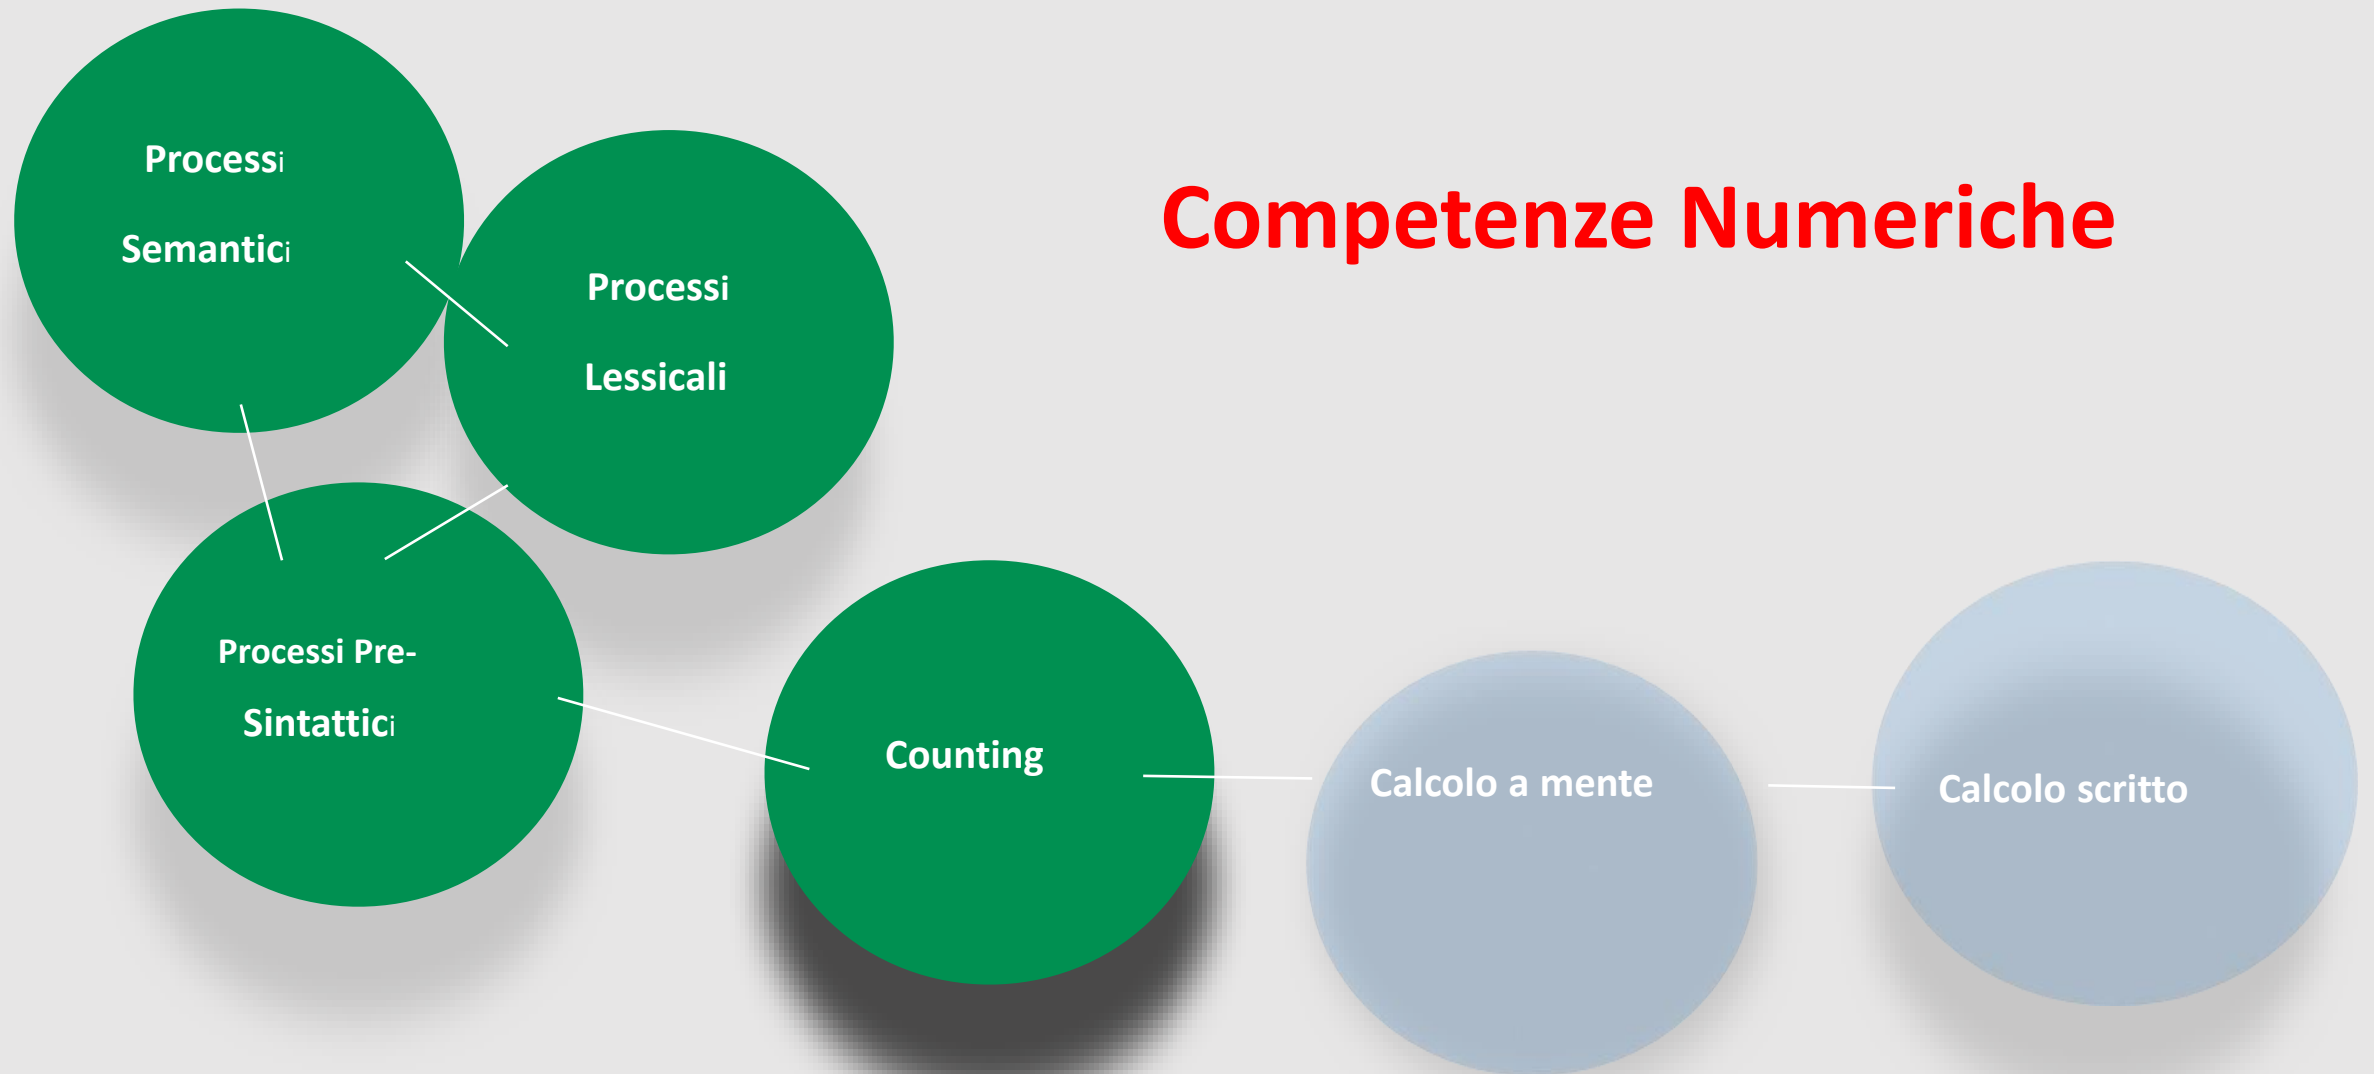 Processi
Semantici
Competenze Numeriche
Processi
Lessicali
Processi Pre-
Sintattici
Counting
Calcolo a mente
Calcolo scritto